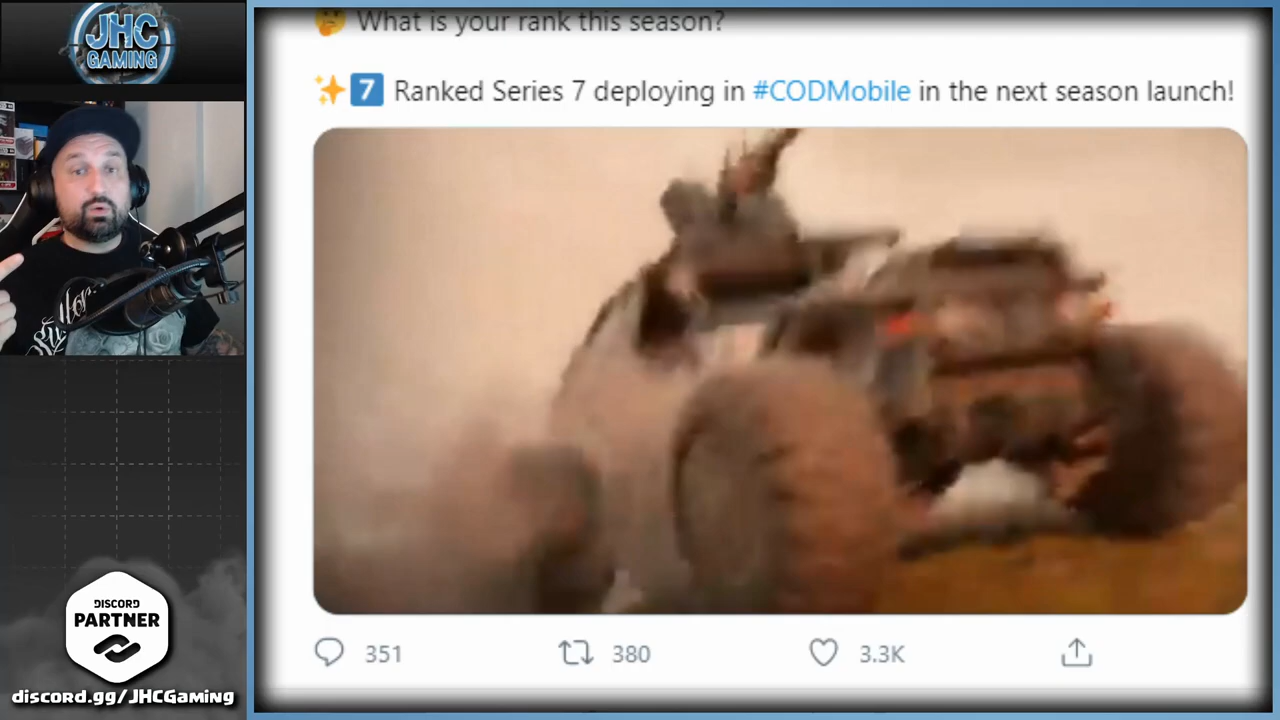 JHC
GAMING
What is your rank this season?
7 Ranked Series 7 deploying in #CODMobile in the next season launch!
351
380
3.3K
DISCORD
PARTNER
discord.gg/JHCGaming